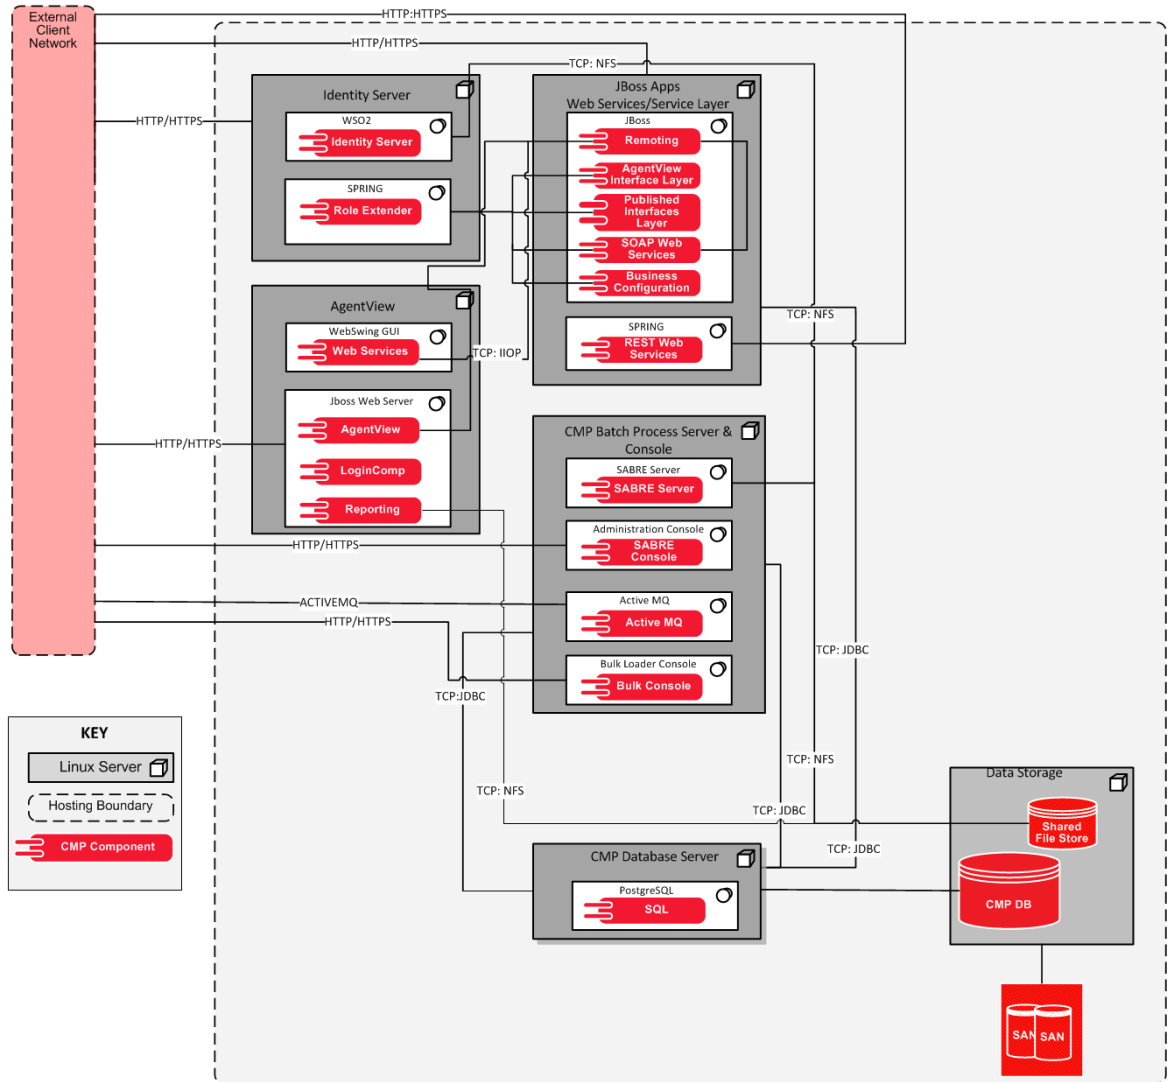 External
Client
Network
HTTP:HTTPS
HTTP/HTTPS
TCP: NFS
HTTP/HTTPS
Identity Server
WSO2
Identity Server
SPRING
Role Extender
JBoss Apps
Web Services/Service Layer
JBoss
Remoting
AgentView
Interface Layer
Published
Interfaces
Layer
SOAP Web
Services
Business
Configuration
SPRING
REST Web
Services
TCP: NFS
AgentView
WebSwing GUI
Web Services
TCP: IIOP
Jboss Web Server
AgentView
LoginComp
Reporting
HTTP/HTTPS
CMP Batch Process Server &
Console
SABRE Server
SABRE Server
Administration Console
SABRE
Console
Active MQ
Active MQ
Bulk Loader Console
Bulk Console
HTTP/HTTPS
ACTIVEMQ
HTTP/HTTPS
TCP: JDBC
TCP:JDBC
TCP: NFS
TCP: NFS
TCP: JDBC
TCP: JDBC
KEY
Linux Server
Hosting Boundary
CMP Component
CMP Database Server
PostgreSQL
SQL
Data Storage
Shared
File Store
CMP DB
SAN
SAN